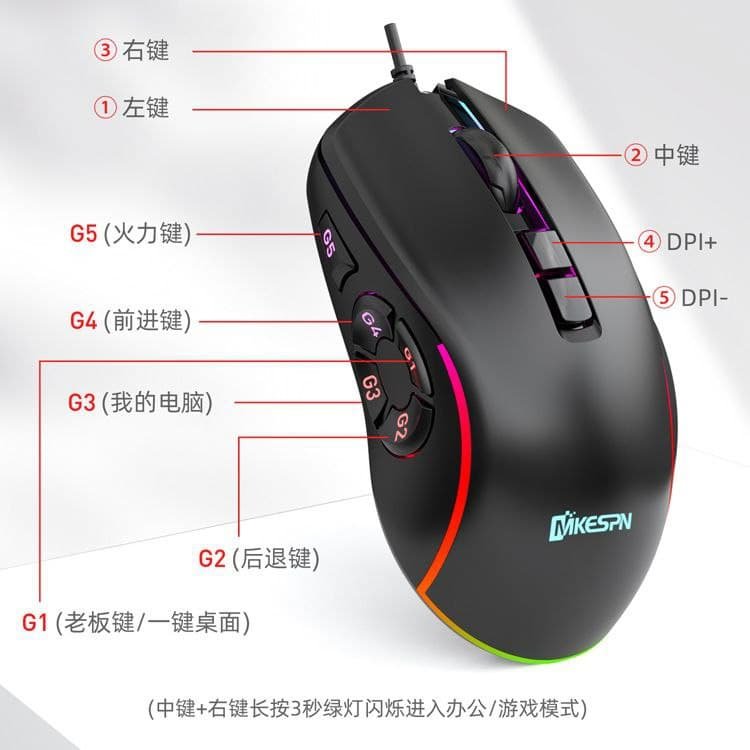 ③ 右键
① 左键
② 中键
G5 (火力键)
④ DPI+
⑤ DPI-
G4 (前进键)
G3 (我的电脑)
G2 (后退键)
G1 (老板键/一键桌面)
G5
G4
G1
G3
G2
MKESPN
(中键+右键长按3秒绿灯闪烁进入办公/游戏模式)